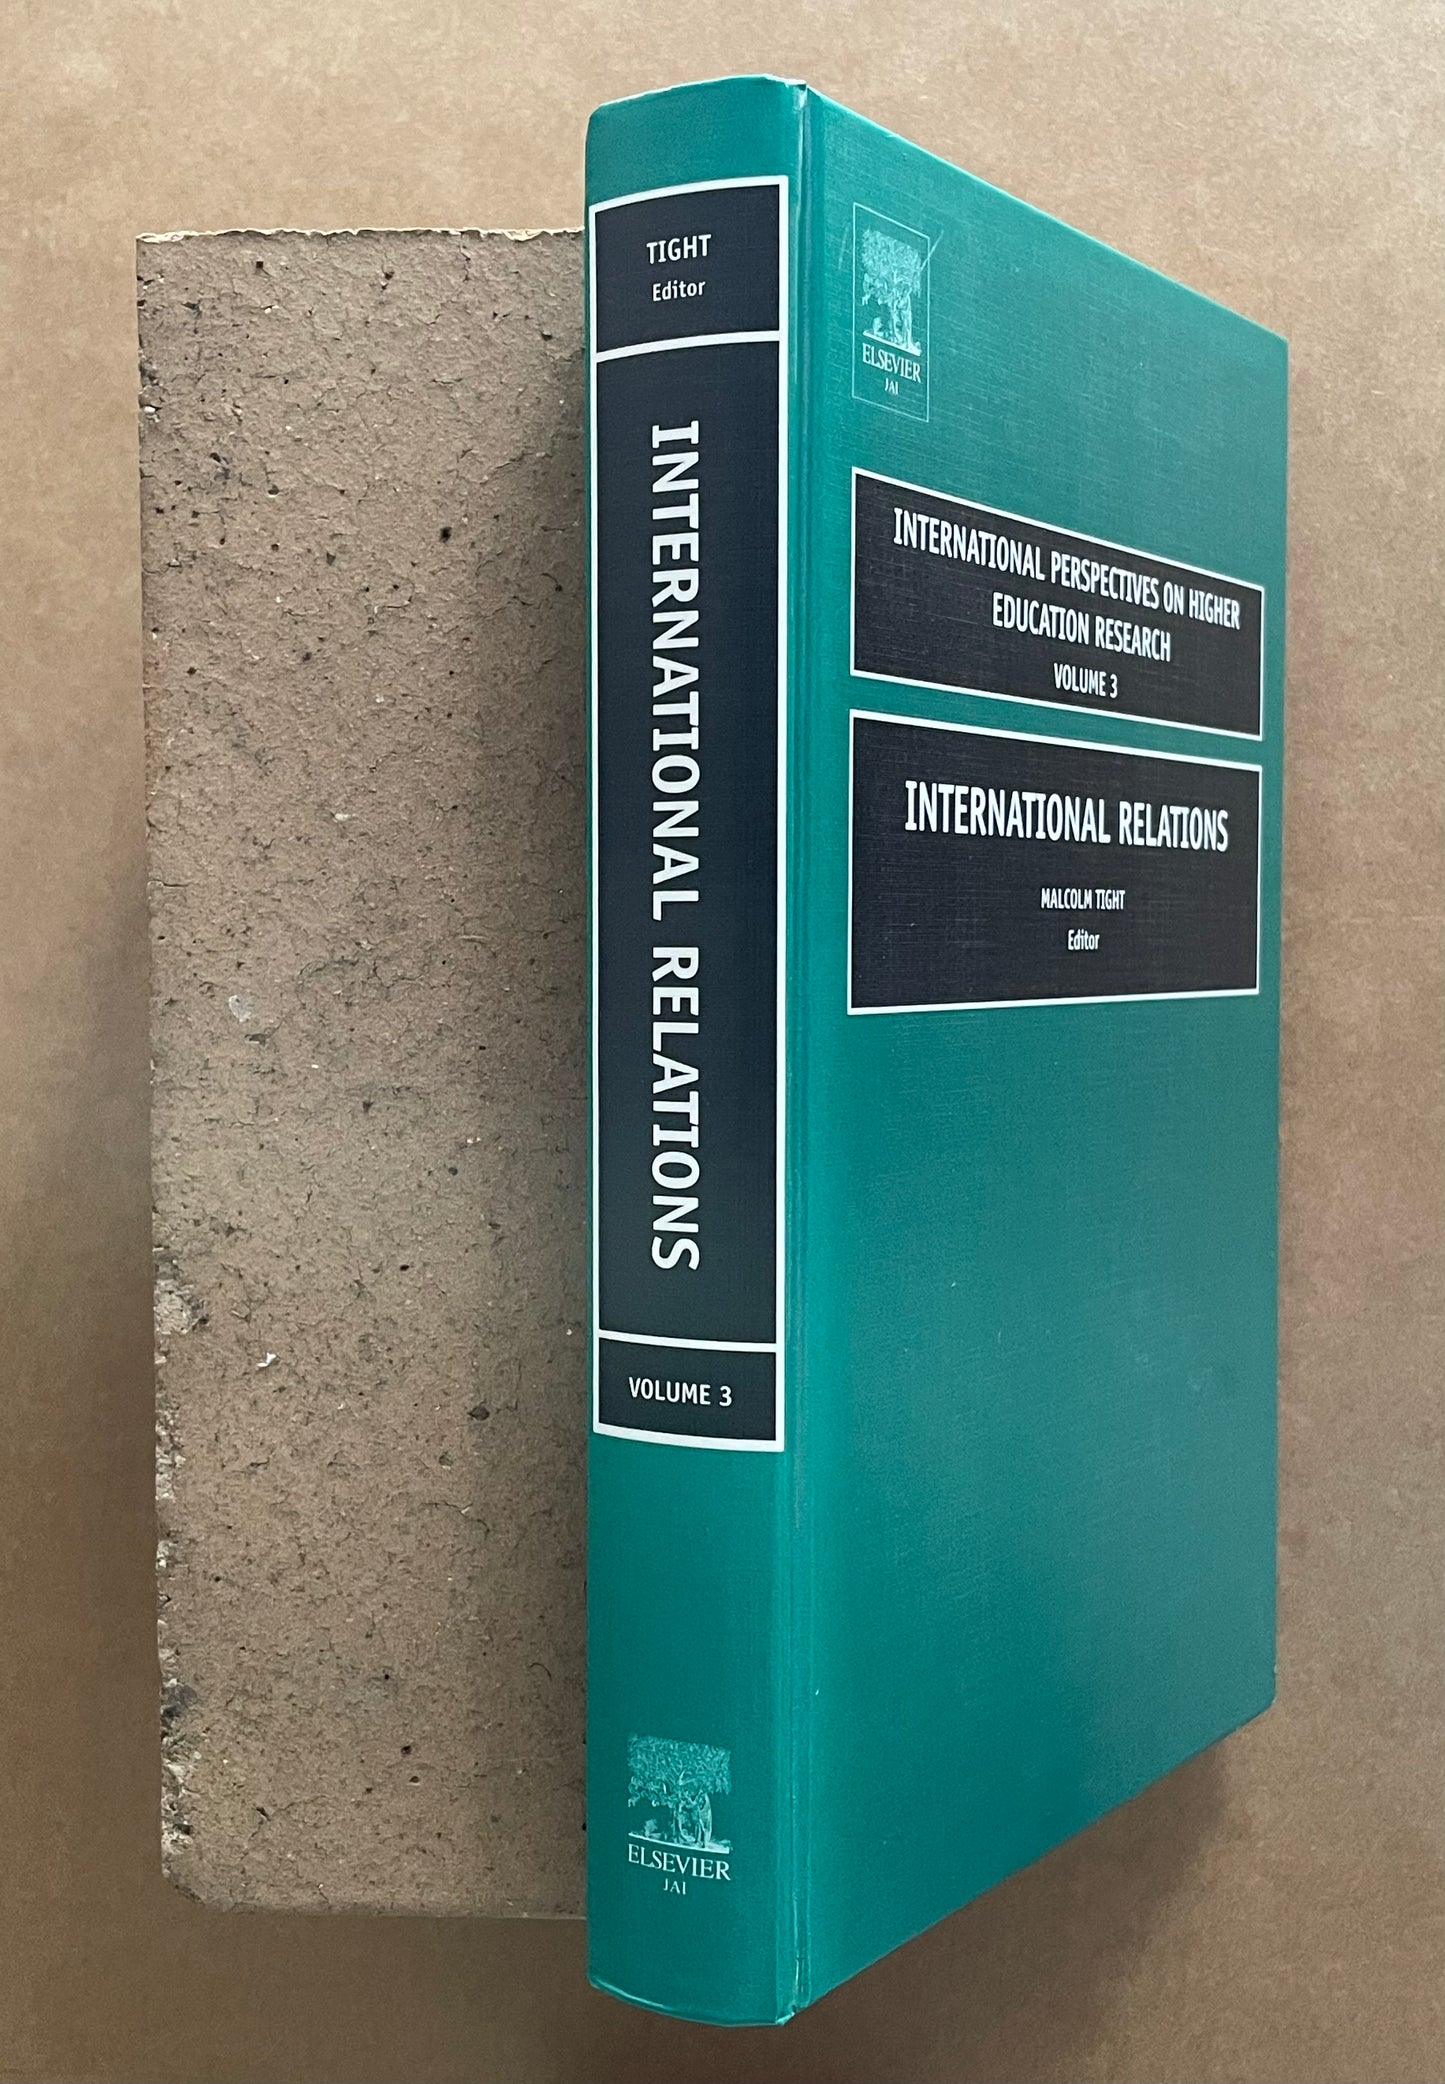 TIGHT
Editor
INTERNATIONAL RELATIONS
VOLUME 3
ELSEVIER
JAI
ELSEVIER
JAI
INTERNATIONAL PERSPECTIVES ON HIGHER
EDUCATION RESEARCH
VOLUME 3
INTERNATIONAL RELATIONS
MALCOLM TIGHT
Editor